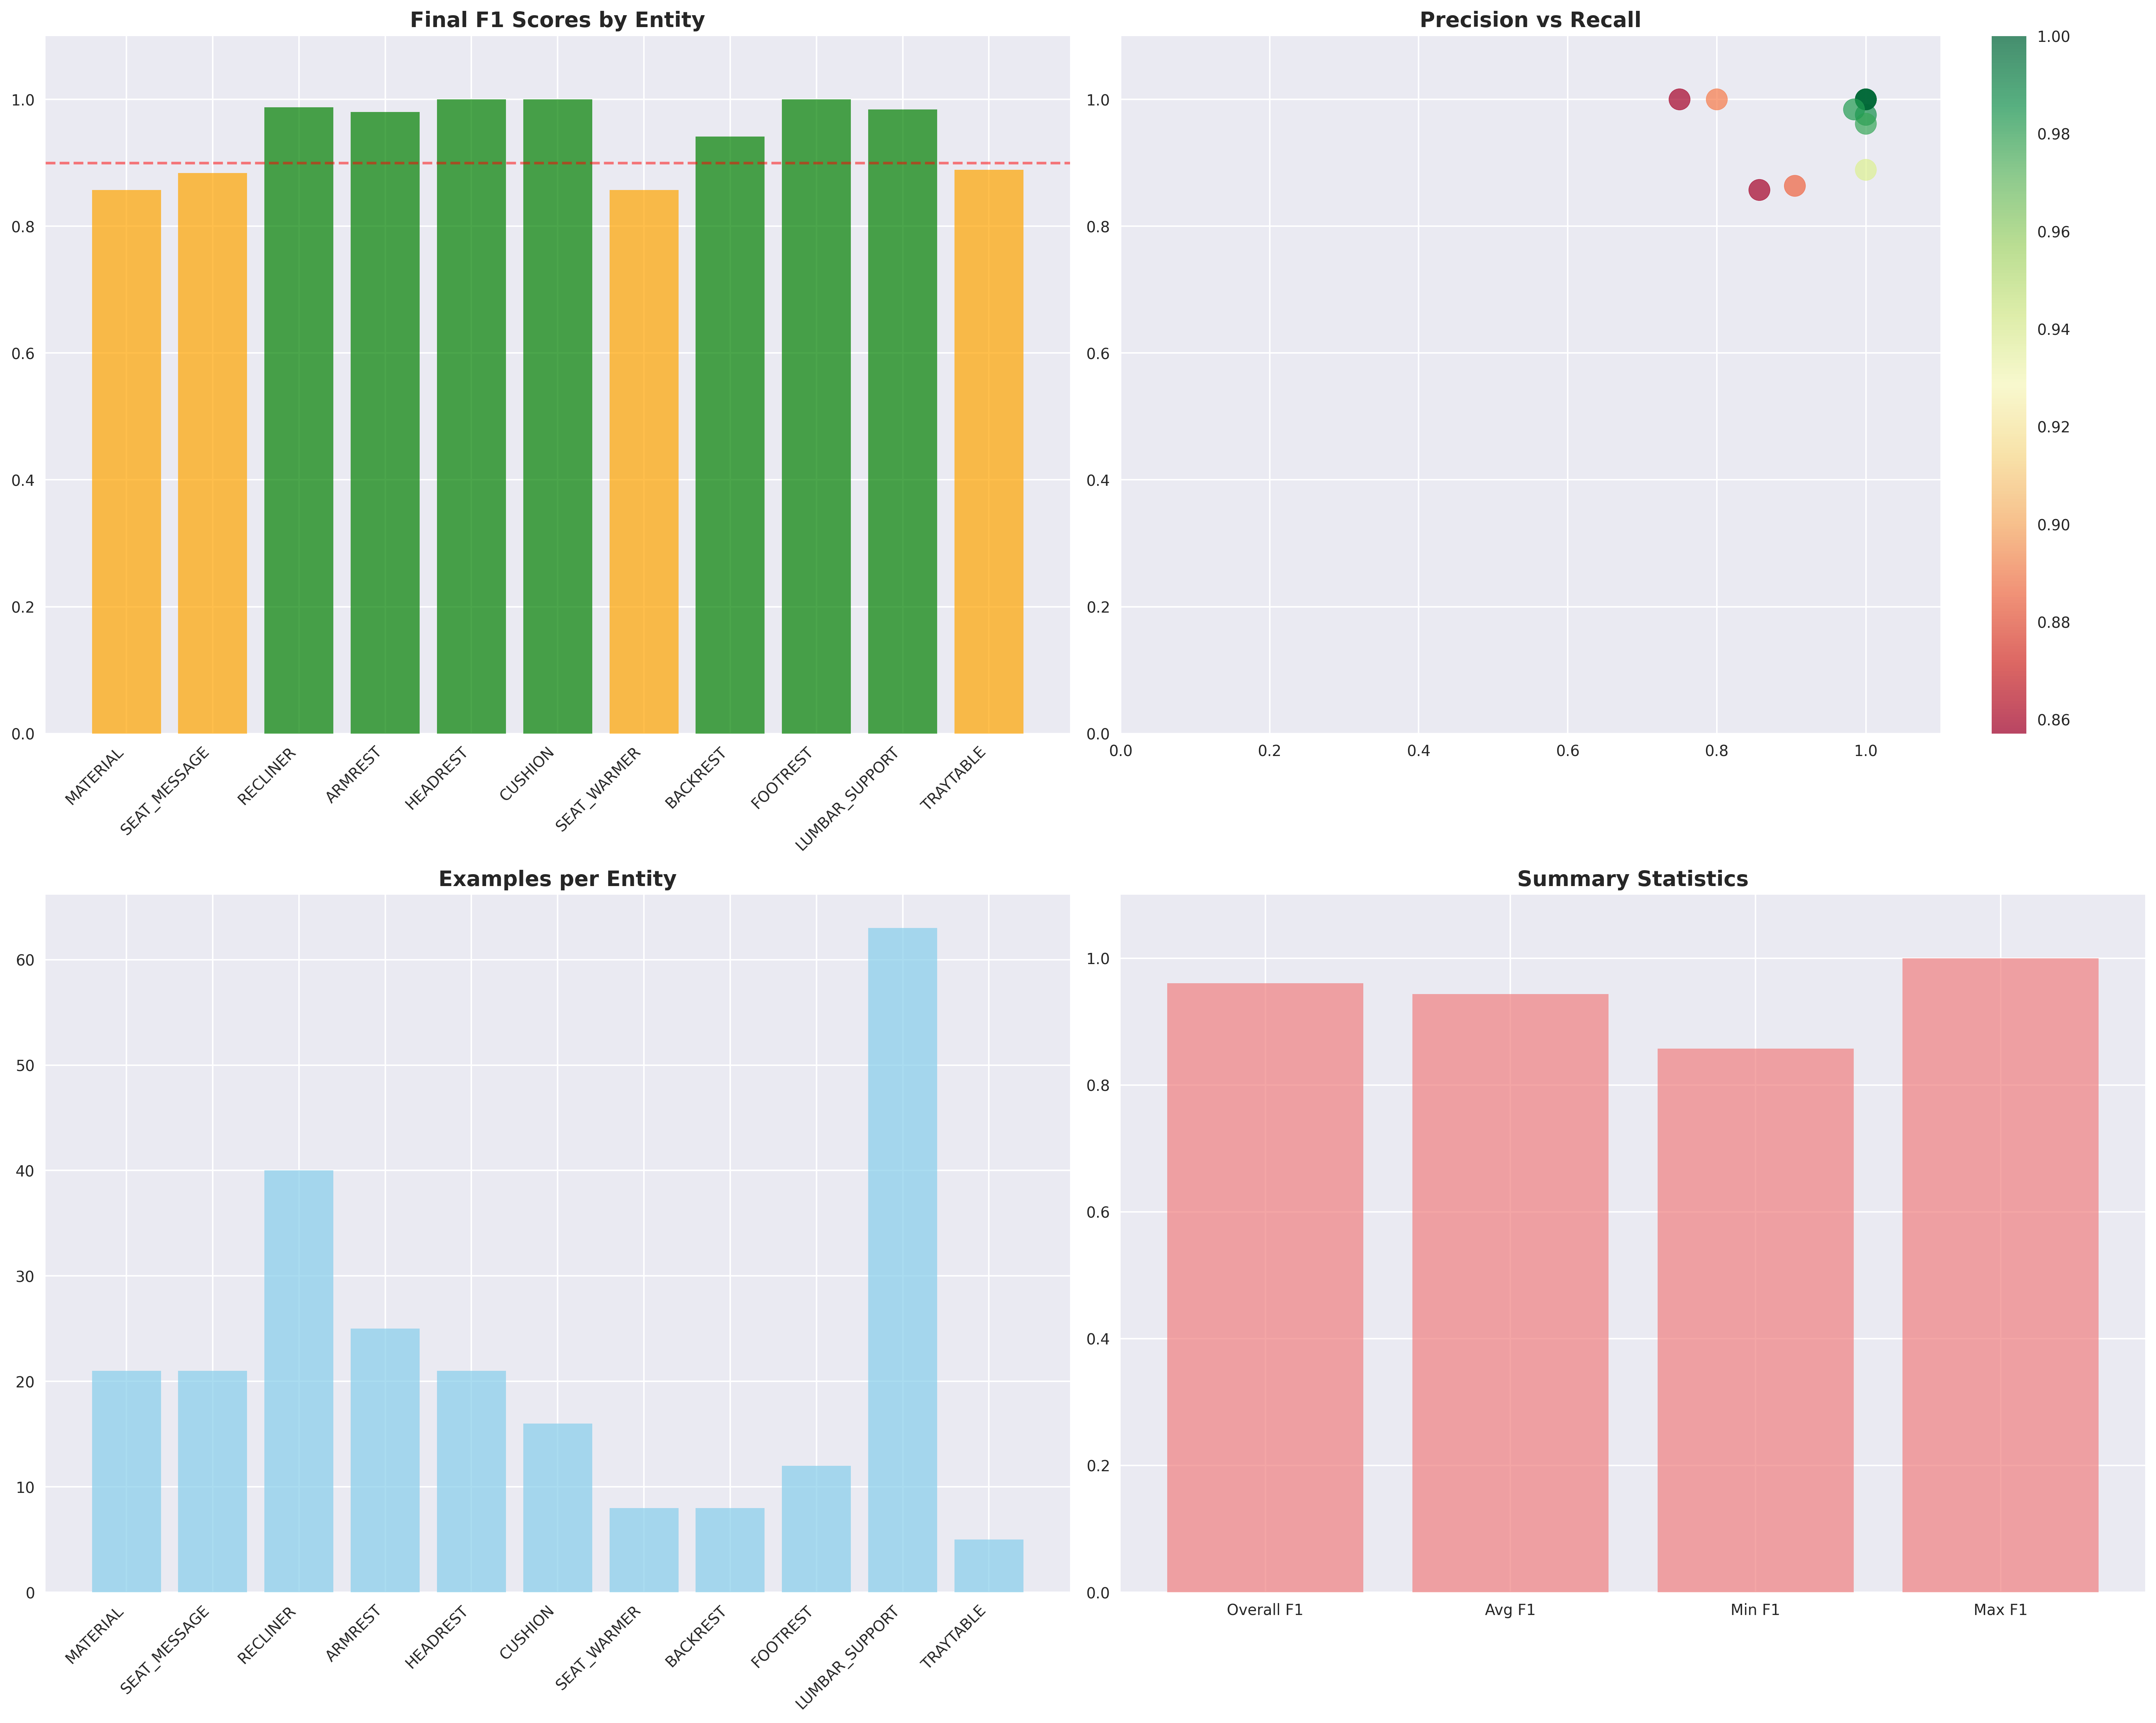 Final F1 Scores by Entity
1.0
0.8
0.6
0.4
0.2
0.0
MATERIAL
SEAT_MESSAGE
RECLINER
ARMREST
HEADREST
CUSHION
SEAT_WARMER
BACKREST
FOOTREST
LUMBAR_SUPPORT
TRAYTABLE
Precision vs Recall
1.0
0.8
0.6
0.4
0.2
0.0
0.0 0.2 0.4 0.6 0.8 1.0
1.00
0.98
0.96
0.94
0.92
0.90
0.88
0.86
Examples per Entity
60
50
40
30
20
10
0
MATERIAL
SEAT_MESSAGE
RECLINER
ARMREST
HEADREST
CUSHION
SEAT_WARMER
BACKREST
FOOTREST
LUMBAR_SUPPORT
TRAYTABLE
Summary Statistics
1.0
0.8
0.6
0.4
0.2
0.0
Overall F1 Avg F1 Min F1 Max F1